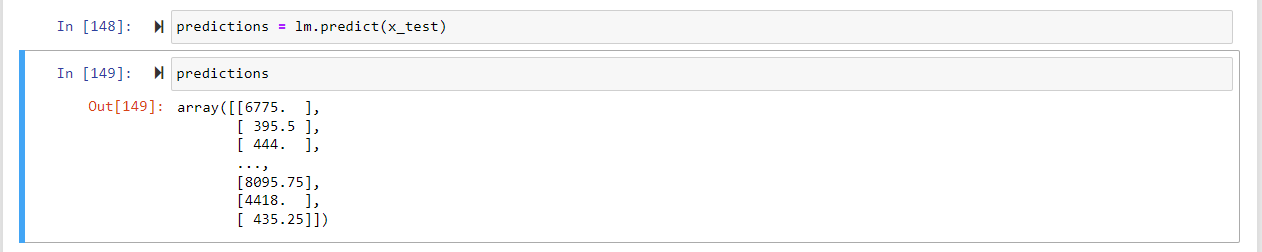 In [148]: predictions = lm.predict(x_test)
In [149]: predictions
Out[149]: array([[6775.  ],
[ 395.5 ],
[ 444.  ],
...,
[8095.75],
[4418.  ],
[ 435.25]])